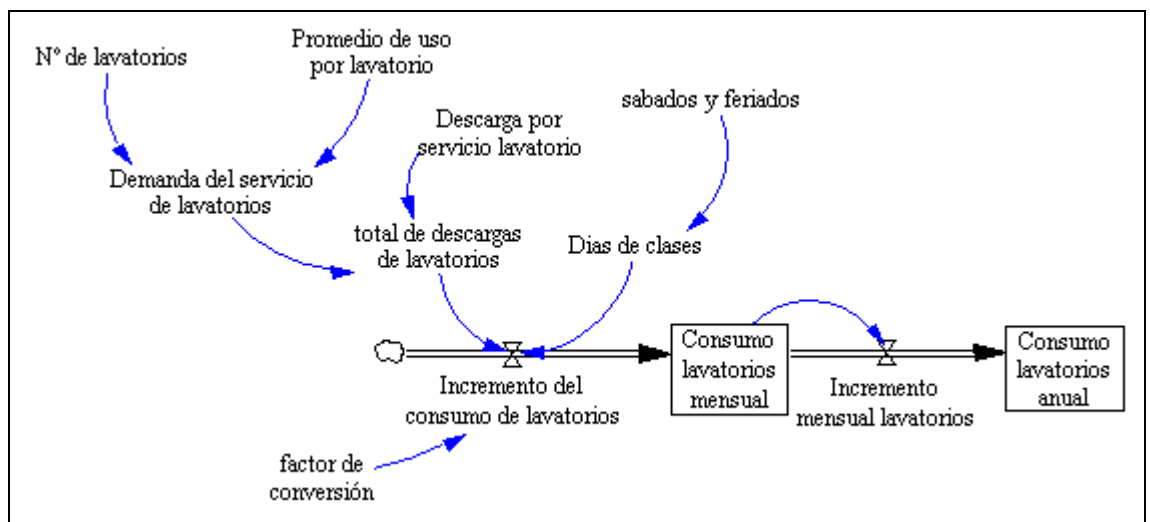 Nº de lavatorios
Promedio de uso
por lavatorio
Descarga por
servicio lavatorio
sabados y feriados
Demanda del servicio
de lavatorios
total de descargas
de lavatorios
Dias de clases
Consumo
lavatorios
mensual
Consumo
lavatorios
anual
Incremento del
consumo de lavatorios
Incremento
mensual lavatorios
factor de
conversión